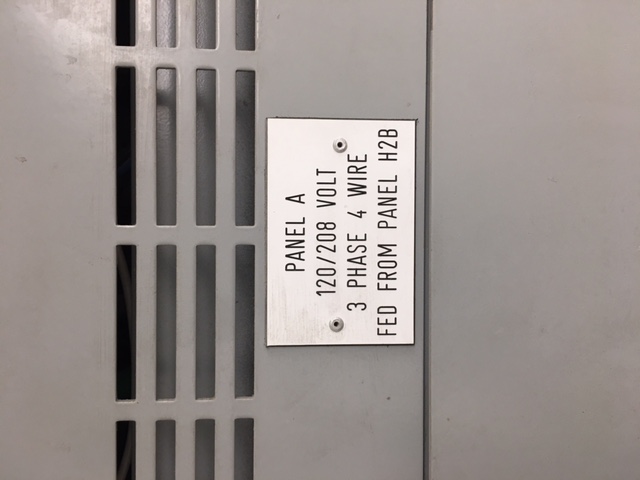 PANEL A
120/208 VOLT
3 PHASE 4 WIRE
FED FROM PANEL H2B